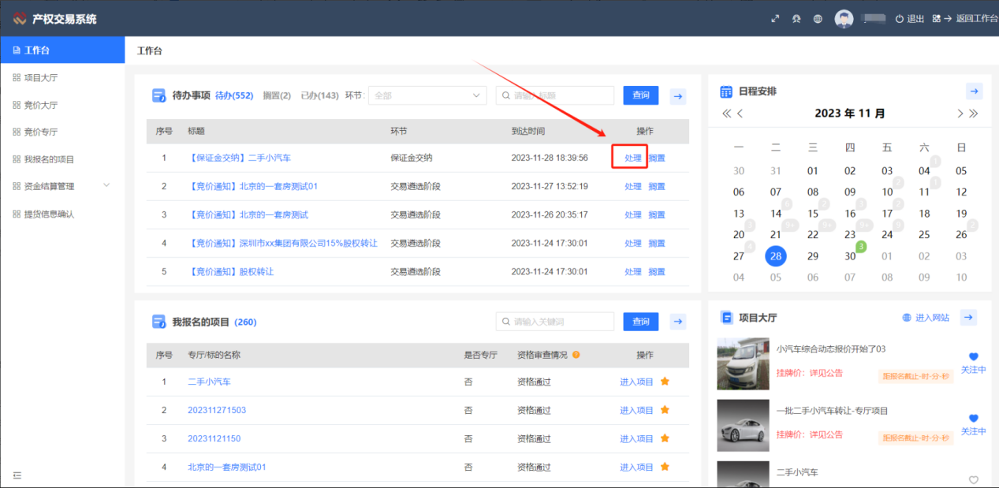 产权交易系统
退出 返回工作台
工作台
项目大厅
竞价大厅
竞价专厅
我报名的项目
资金结算管理
提货信息确认
工作台
待办事项 待办(552) 搁置(2) 已办(143) 环节: 全部 请输入标题 查询
序号 标题 环节 到达时间 操作
1 【保证金交纳】二手小汽车 保证金交纳 2023-11-28 18:39:56 处理 搁置
2 【竞价通知】北京的一套房测试01 交易遴选阶段 2023-11-27 13:52:19 处理 搁置
3 【竞价通知】北京的一套房测试 交易遴选阶段 2023-11-26 20:35:17 处理 搁置
4 【竞价通知】深圳市xx集团有限公司15%股权转让 交易遴选阶段 2023-11-24 17:30:01 处理 搁置
5 【竞价通知】股权转让 交易遴选阶段 2023-11-24 17:30:01 处理 搁置
我报名的项目 (260) 请输入关键词 查询
序号 专厅/标的名称 是否专厅 资格审查情况 ? 操作
1 二手小汽车 否 资格通过 进入项目
2 202311271503 否 资格通过 进入项目
3 20231121150 否 资格通过 进入项目
4 北京的一套房测试01 否 资格通过 进入项目
日程安排
2023 年 11 月
一 二 三 四 五 六 日
30 31 01 02 03 04 1 05
06 07 08 09 10 2 11 1 12
13 14 6 15 2 16 3 17 2 18 19
20 3 21 9+ 22 9+ 23 9+ 24 9 25 26 2
27 4 28 29 30 3 01 02 03
04 05 06 07 08 09 10
项目大厅 进入网站
小汽车综合动态报价开始了03
挂牌价：详见公告 距报名截止-时-分-秒 关注中
一批二手小汽车转让-专厅项目
挂牌价：详见公告 距报名截止-时-分-秒 关注中
二手小汽车